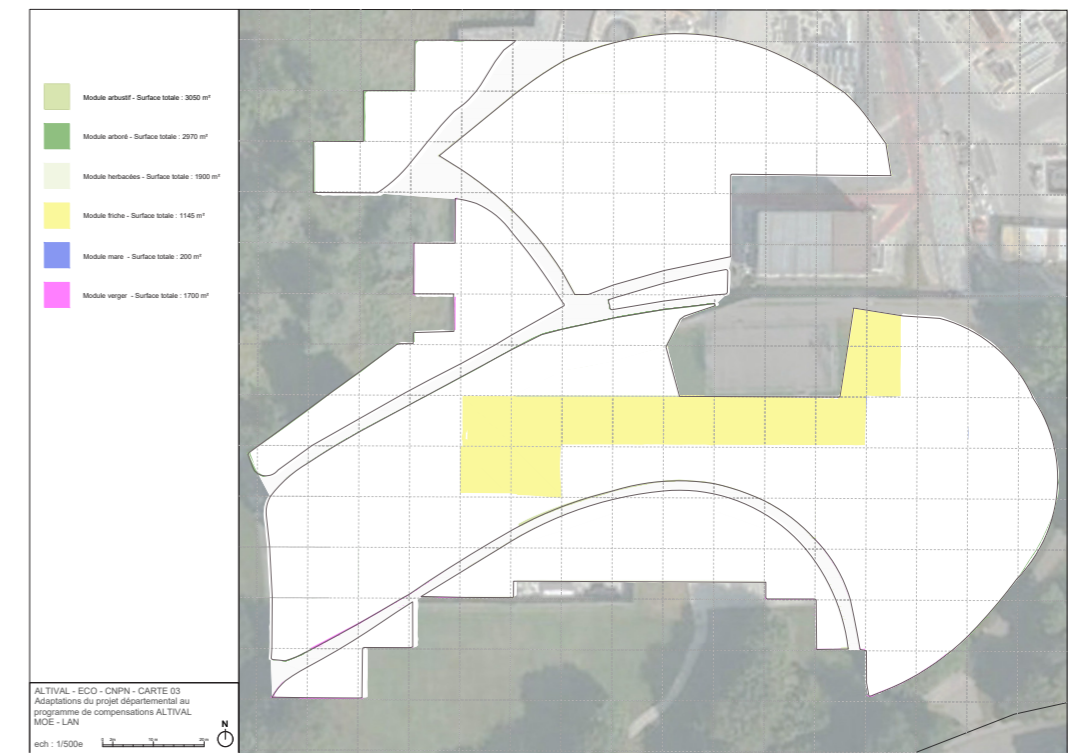 Module arbustif - Surface totale : 3050 m²
Module arboré - Surface totale : 2970 m²
Module herbacées - Surface totale : 1900 m²
Module friche - Surface totale : 1145 m²
Module mare - Surface totale : 200 m²
Module verger - Surface totale : 1700 m²
ALTIVAL - ECO - CNPN - CARTE 03
Adaptations du projet départemental au
programme de compensations ALTIVAL
MOE - LAN
N
ech : 1/500e